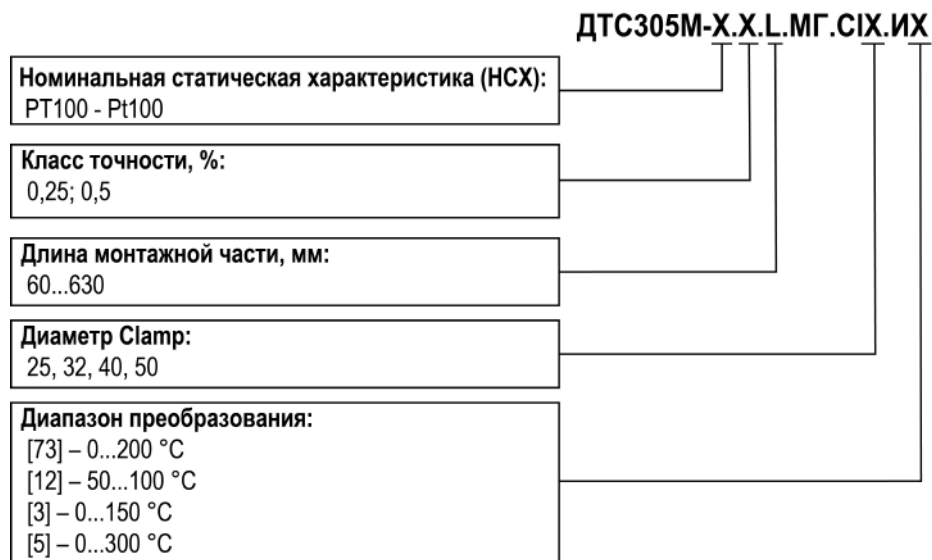 ДТС305М-Х.Х.L.МГ.СlХ.ИХ
Номинальная статическая характеристика (НСХ):
PT100 - Pt100
Класс точности, %:
0,25; 0,5
Длина монтажной части, мм:
60...630
Диаметр Clamp:
25, 32, 40, 50
Диапазон преобразования:
[73] – 0...200 °C
[12] – 50...100 °C
[3] – 0...150 °C
[5] – 0...300 °C